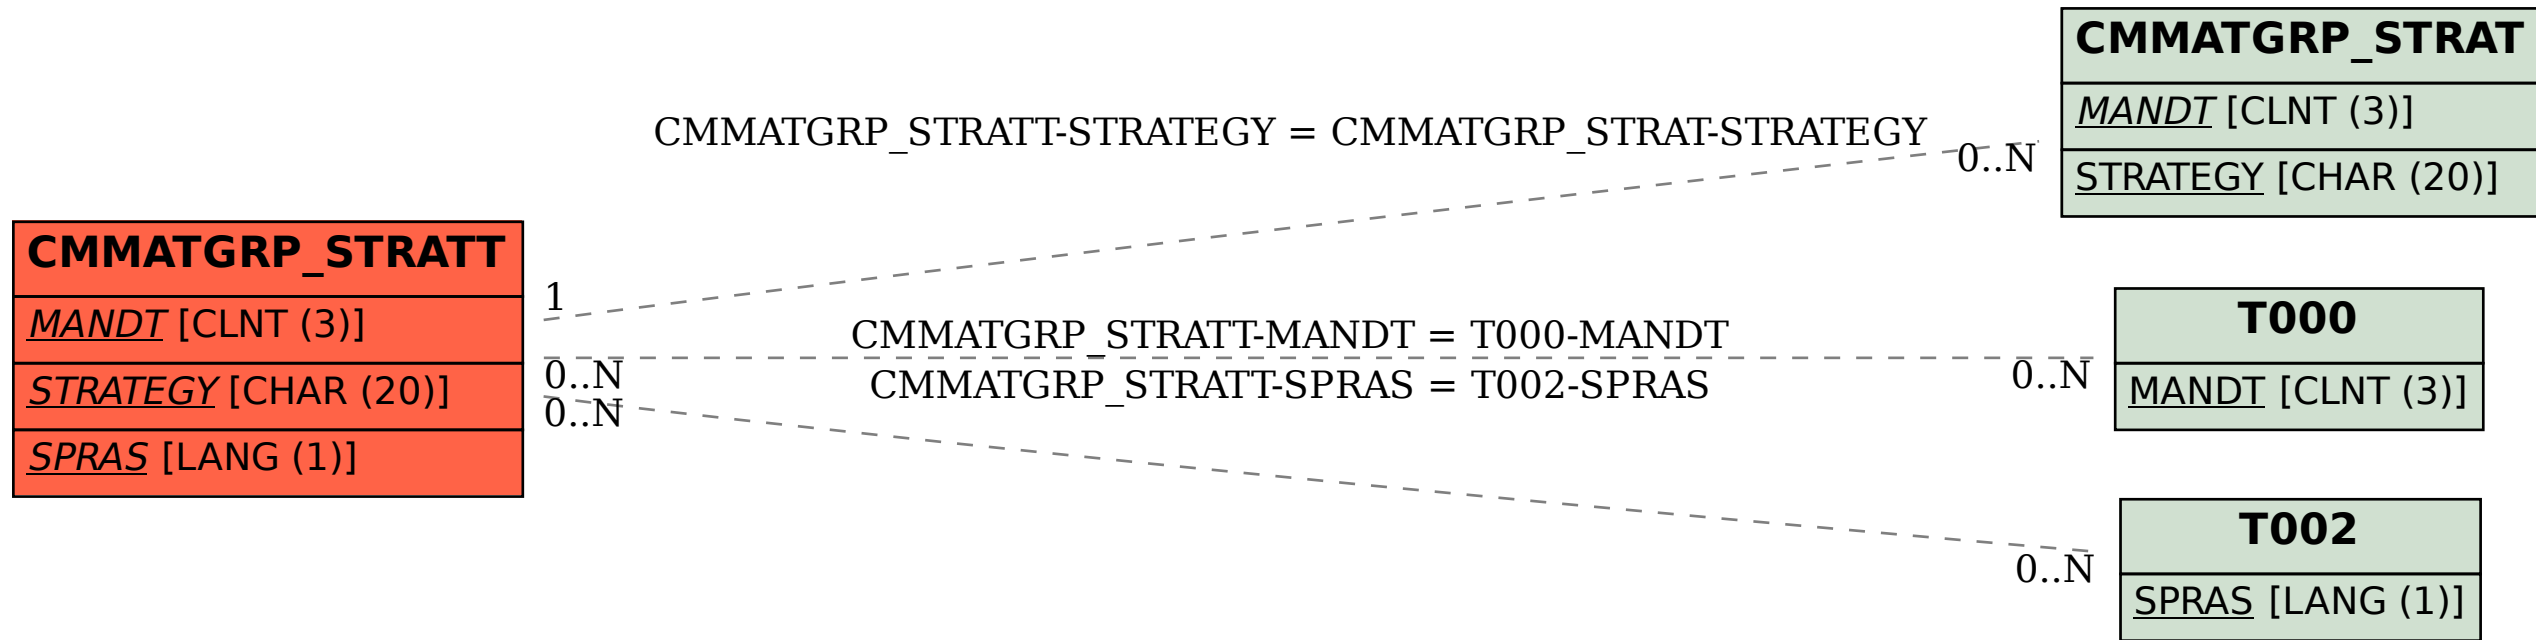 CMMATGRP_STRAT
MANDT [CLNT (3)]
STRATEGY [CHAR (20)]
CMMATGRP_STRATT-STRATEGY = CMMATGRP_STRAT-STRATEGY
0..N
CMMATGRP_STRATT
MANDT [CLNT (3)]
STRATEGY [CHAR (20)]
SPRAS [LANG (1)]
1
0..N
0..N
CMMATGRP_STRATT-MANDT = T000-MANDT
CMMATGRP_STRATT-SPRAS = T002-SPRAS
0..N
T000
MANDT [CLNT (3)]
0..N
T002
SPRAS [LANG (1)]